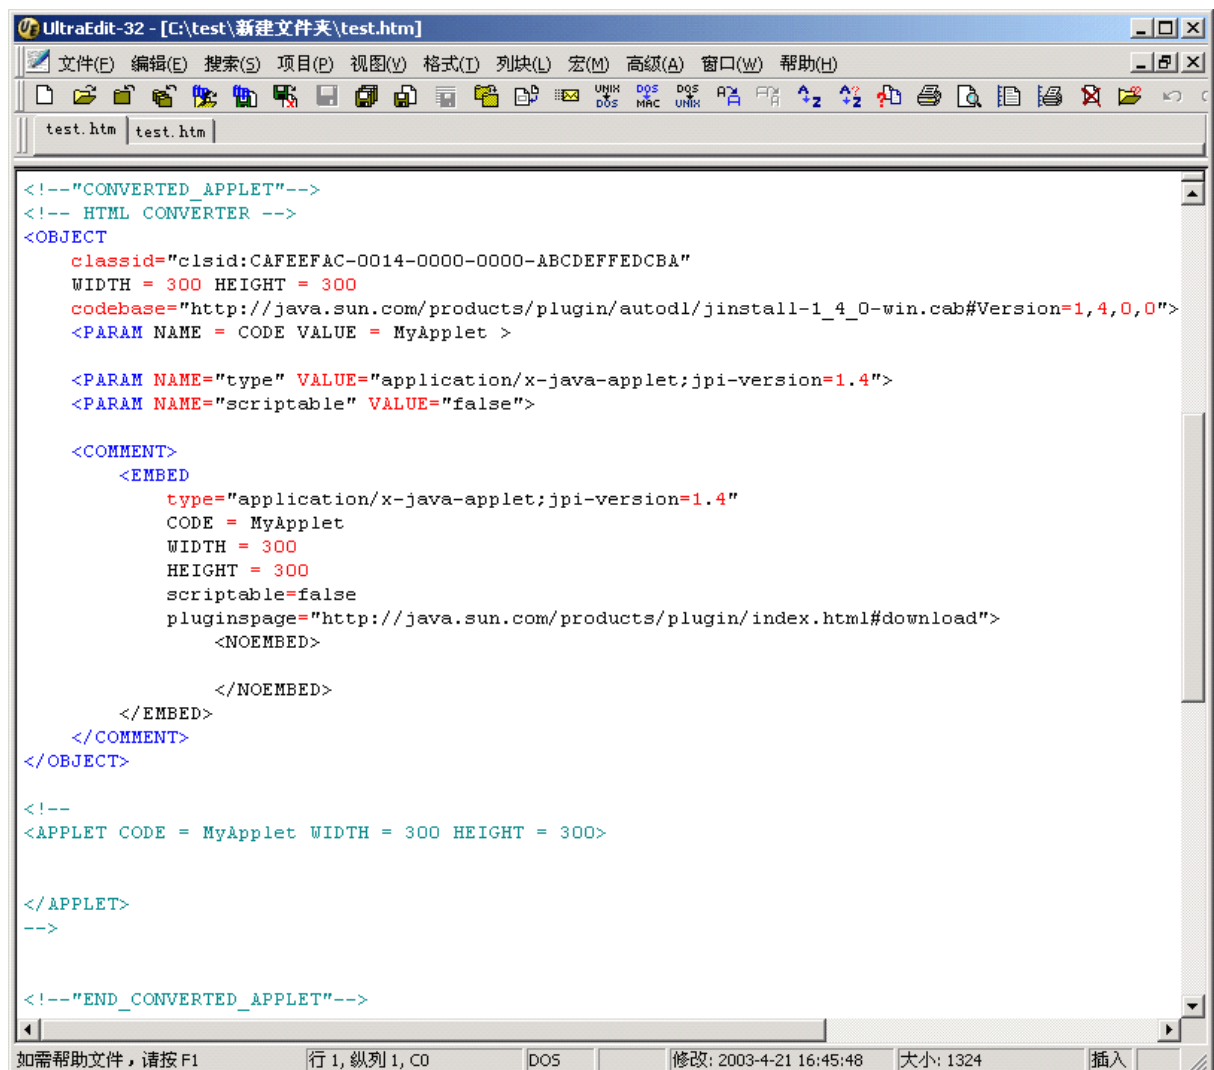 UltraEdit-32 - [C:\test\新建文件夹\test.htm]
文件(F) 编辑(E) 搜索(S) 项目(P) 视图(V) 格式(T) 列块(L) 宏(M) 高级(A) 窗口(W) 帮助(H)
UNIX DOS DOS MAC DOS UNIX
test.htm test.htm
<!--"CONVERTED_APPLET"-->
<!-- HTML CONVERTER -->
<OBJECT
classid="clsid:CAFEEFAC-0014-0000-0000-ABCDEFFEDCBA"
WIDTH = 300 HEIGHT = 300
codebase="http://java.sun.com/products/plugin/autodl/jinstall-1_4_0-win.cab#Version=1,4,0,0">
<PARAM NAME = CODE VALUE = MyApplet >
<PARAM NAME="type" VALUE="application/x-java-applet;jpi-version=1.4">
<PARAM NAME="scriptable" VALUE="false">
<COMMENT>
<EMBED
type="application/x-java-applet;jpi-version=1.4"
CODE = MyApplet
WIDTH = 300
HEIGHT = 300
scriptable=false
pluginspage="http://java.sun.com/products/plugin/index.html#download">
<NOEMBED>
</NOEMBED>
</EMBED>
</COMMENT>
</OBJECT>
<!--
<APPLET CODE = MyApplet WIDTH = 300 HEIGHT = 300>
</APPLET>
-->
<!--"END_CONVERTED_APPLET"-->
如需帮助文件，请按 F1 行 1, 纵列 1, C0 DOS 修改: 2003-4-21 16:45:48 大小: 1324 插入